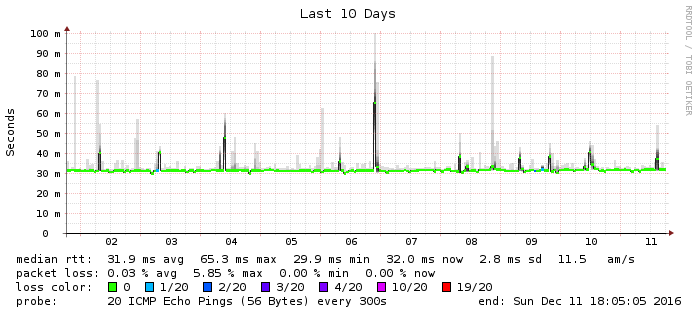 Last 10 Days
RRDTOOL / TOBI OETIKER
Seconds
100 m
90 m
80 m
70 m
60 m
50 m
40 m
30 m
20 m
10 m
0
02 03 04 05 06 07 08 09 10 11
median rtt: 31.9 ms avg 65.3 ms max 29.9 ms min 32.0 ms now 2.8 ms sd 11.5 am/s
packet loss: 0.03 % avg 5.85 % max 0.00 % min 0.00 % now
loss color: 0 1/20 2/20 3/20 4/20 10/20 19/20
probe: 20 ICMP Echo Pings (56 Bytes) every 300s end: Sun Dec 11 18:05:05 2016